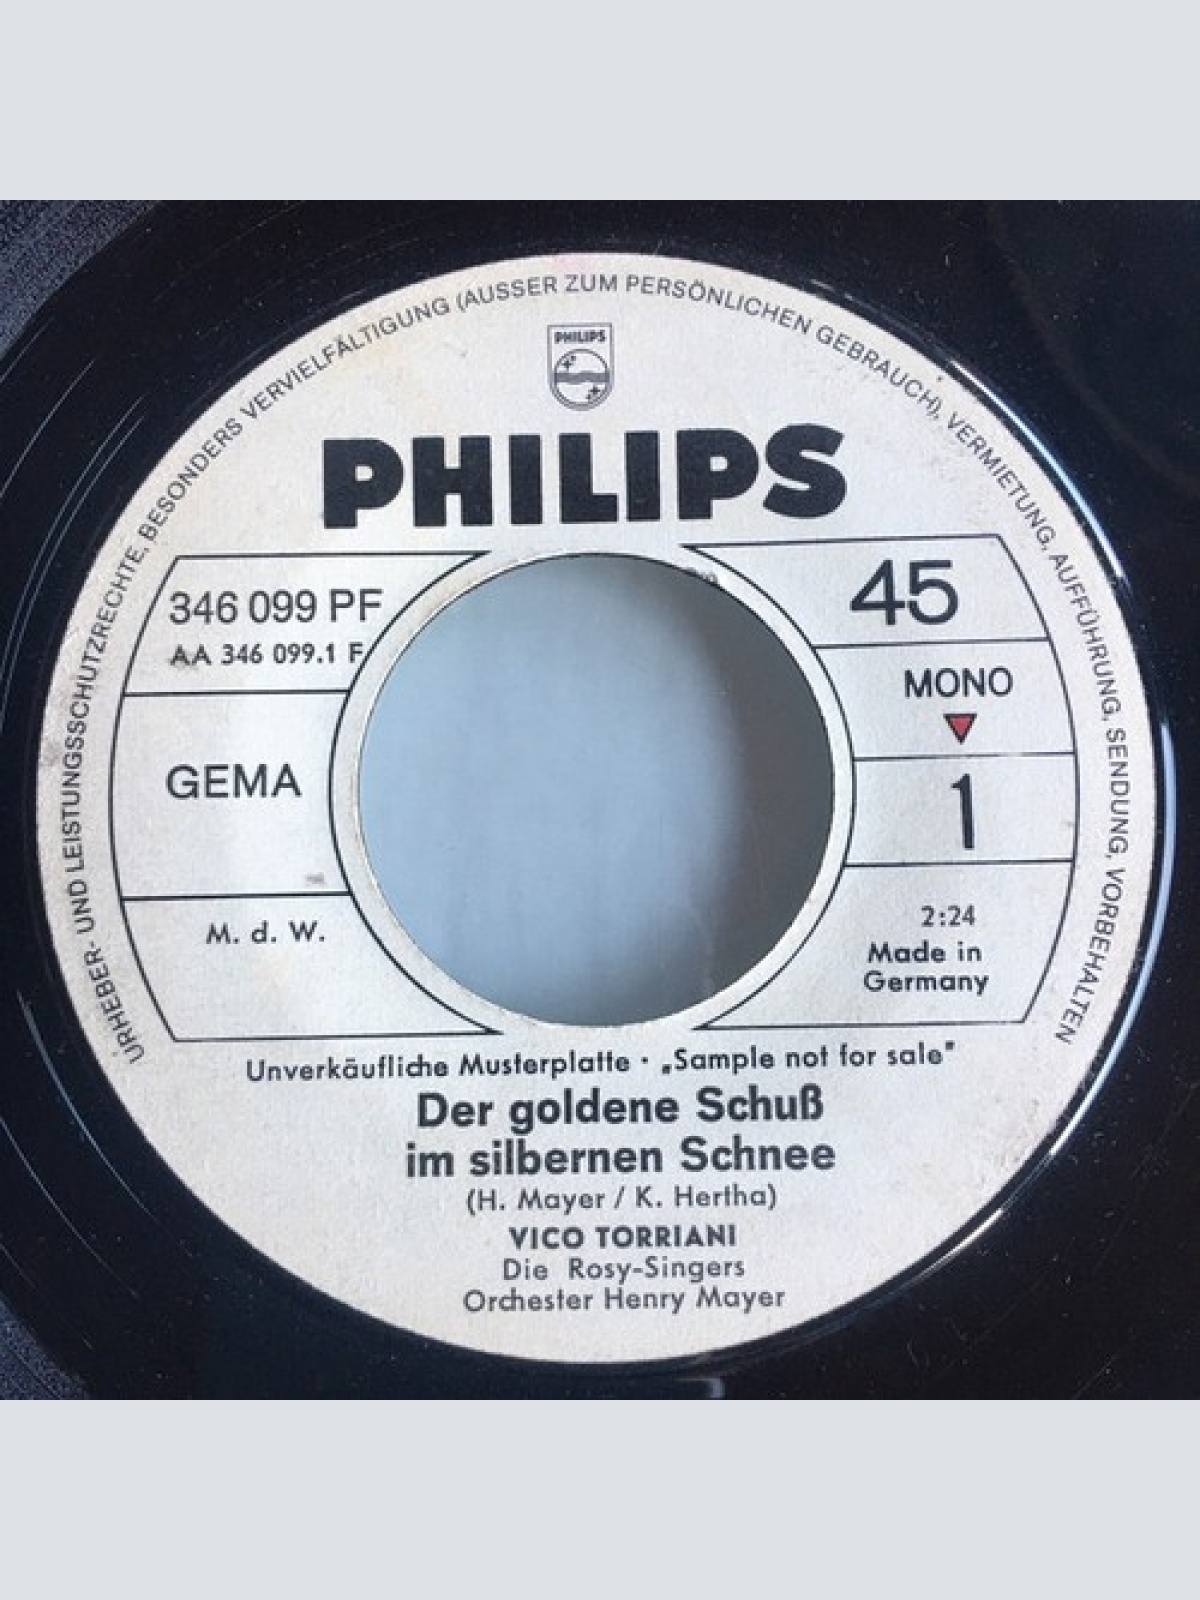 URHEBER- UND LEISTUNGSSCHUTZRECHTE, BESONDERS VERVIELFÄLTIGUNG (AUSSER ZUM PERSÖNLICHEN GEBRAUCH), VERMIETUNG, AUFFÜHRUNG, SENDUNG, VORBEHALTEN
PHILIPS
PHILIPS
346 099 PF
AA 346 099.1 F
45
MONO
GEMA
1
M. d. W.
2:24
Made in
Germany
Unverkäufliche Musterplatte · „Sample not for sale"
Der goldene Schuß
im silbernen Schnee
(H. Mayer / K. Hertha)
VICO TORRIANI
Die Rosy-Singers
Orchester Henry Mayer